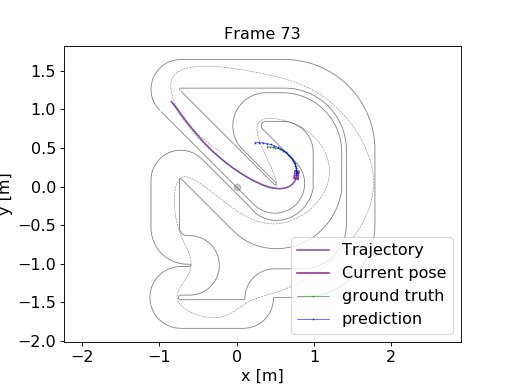 Frame 73
y [m]
1.5
1.0
0.5
0.0
−0.5
−1.0
−1.5
−2.0
Trajectory
Current pose
ground truth
prediction
−2 −1 0 1 2
x [m]